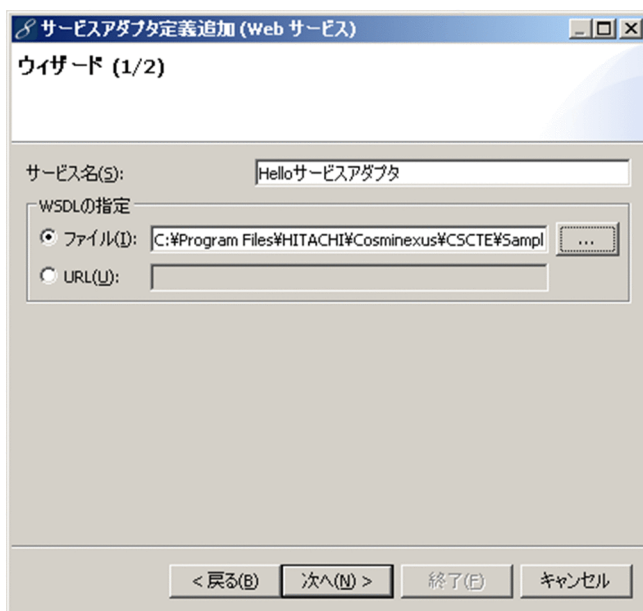 サービスアダプタ定義追加 (Web サービス)
ウィザード (1/2)
サービス名(S): Helloサービスアダプタ
WSDLの指定
ファイル(I): C:¥Program Files¥HITACHI¥Cosminexus¥CSCTE¥Sampl ...
URL(U):
< 戻る(B) 次へ(N) > 終了(F) キャンセル